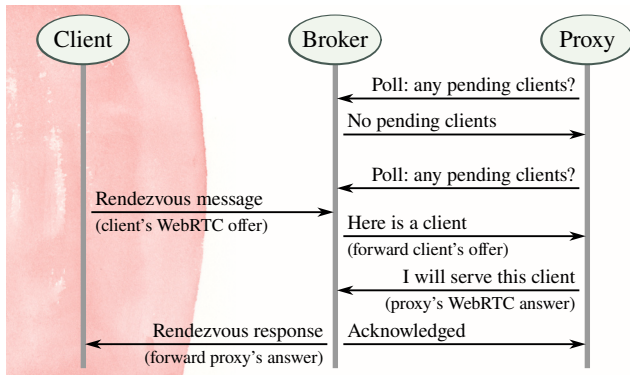 Client
Broker
Proxy
Poll: any pending clients?
No pending clients
Poll: any pending clients?
Rendezvous message
(client's WebRTC offer)
Here is a client
(forward client's offer)
I will serve this client
(proxy's WebRTC answer)
Rendezvous response
(forward proxy's answer)
Acknowledged